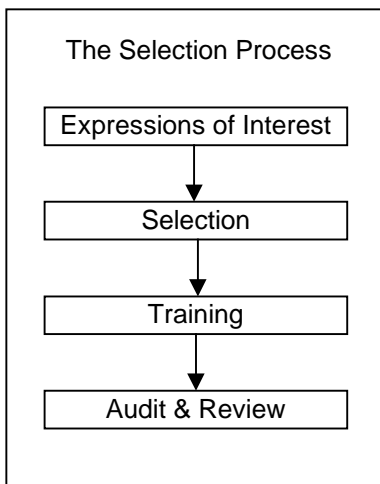 The Selection Process
Expressions of Interest
Selection
Training
Audit & Review